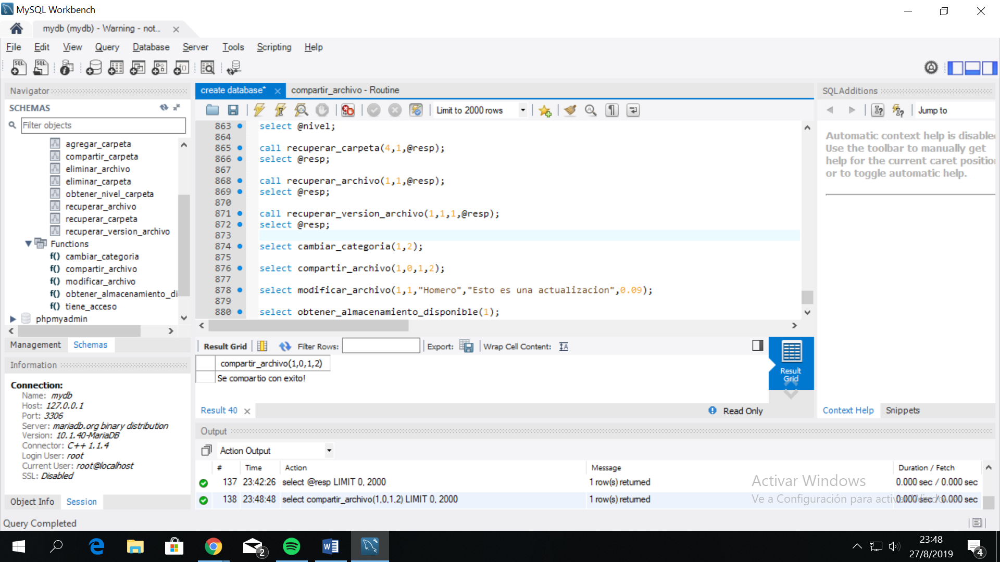 MySQL Workbench
mydb (mydb) - Warning - not...
File Edit View Query Database Server Tools Scripting Help
Navigator
SCHEMAS
Filter objects
agregar_carpeta
compartir_carpeta
eliminar_archivo
eliminar_carpeta
obtener_nivel_carpeta
recuperar_archivo
recuperar_carpeta
recuperar_version_archivo
Functions
f() cambiar_categoria
f() compartir_archivo
f() modificar_archivo
f() obtener_almacenamiento_di
f() tiene_acceso
phpmyadmin
Management Schemas
Information
Connection:
Name: mydb
Host: 127.0.0.1
Port: 3306
Server: mariadb.org binary distribution
Version: 10.1.40-MariaDB
Connector: C++ 1.1.4
Login User: root
Current User: root@localhost
SSL: Disabled
Object Info Session
Query Completed
create database* compartir_archivo - Routine
Limit to 2000 rows
863 select @nivel;
864
865 call recuperar_carpeta(4,1,@resp);
866 select @resp;
867
868 call recuperar_archivo(1,1,@resp);
869 select @resp;
870
871 call recuperar_version_archivo(1,1,1,@resp);
872 select @resp;
873
874 select cambiar_categoria(1,2);
875
876 select compartir_archivo(1,0,1,2);
877
878 select modificar_archivo(1,1,"Homero","Esto es una actualizacion",0.09);
879
880 select obtener_almacenamiento_disponible(1);
Result Grid Filter Rows: Export: Wrap Cell Content:
compartir_archivo(1,0,1,2)
Se compartio con exito!
Result
Grid
Result 40 Read Only
SQLAdditions
Jump to
Automatic context help is disable
Use the toolbar to manually get
help for the current caret positio
or to toggle automatic help.
Context Help Snippets
Output
Action Output
# Time Action Message Duration / Fetch
137 23:42:26 select @resp LIMIT 0, 2000 1 row(s) returned 0.000 sec / 0.000 sec
138 23:48:48 select compartir_archivo(1,0,1,2) LIMIT 0, 2000 1 row(s) returned 0.000 sec / 0.000 sec
Activar Windows
Ve a Configuración para activar Windows.
2
23:48
27/8/2019
4